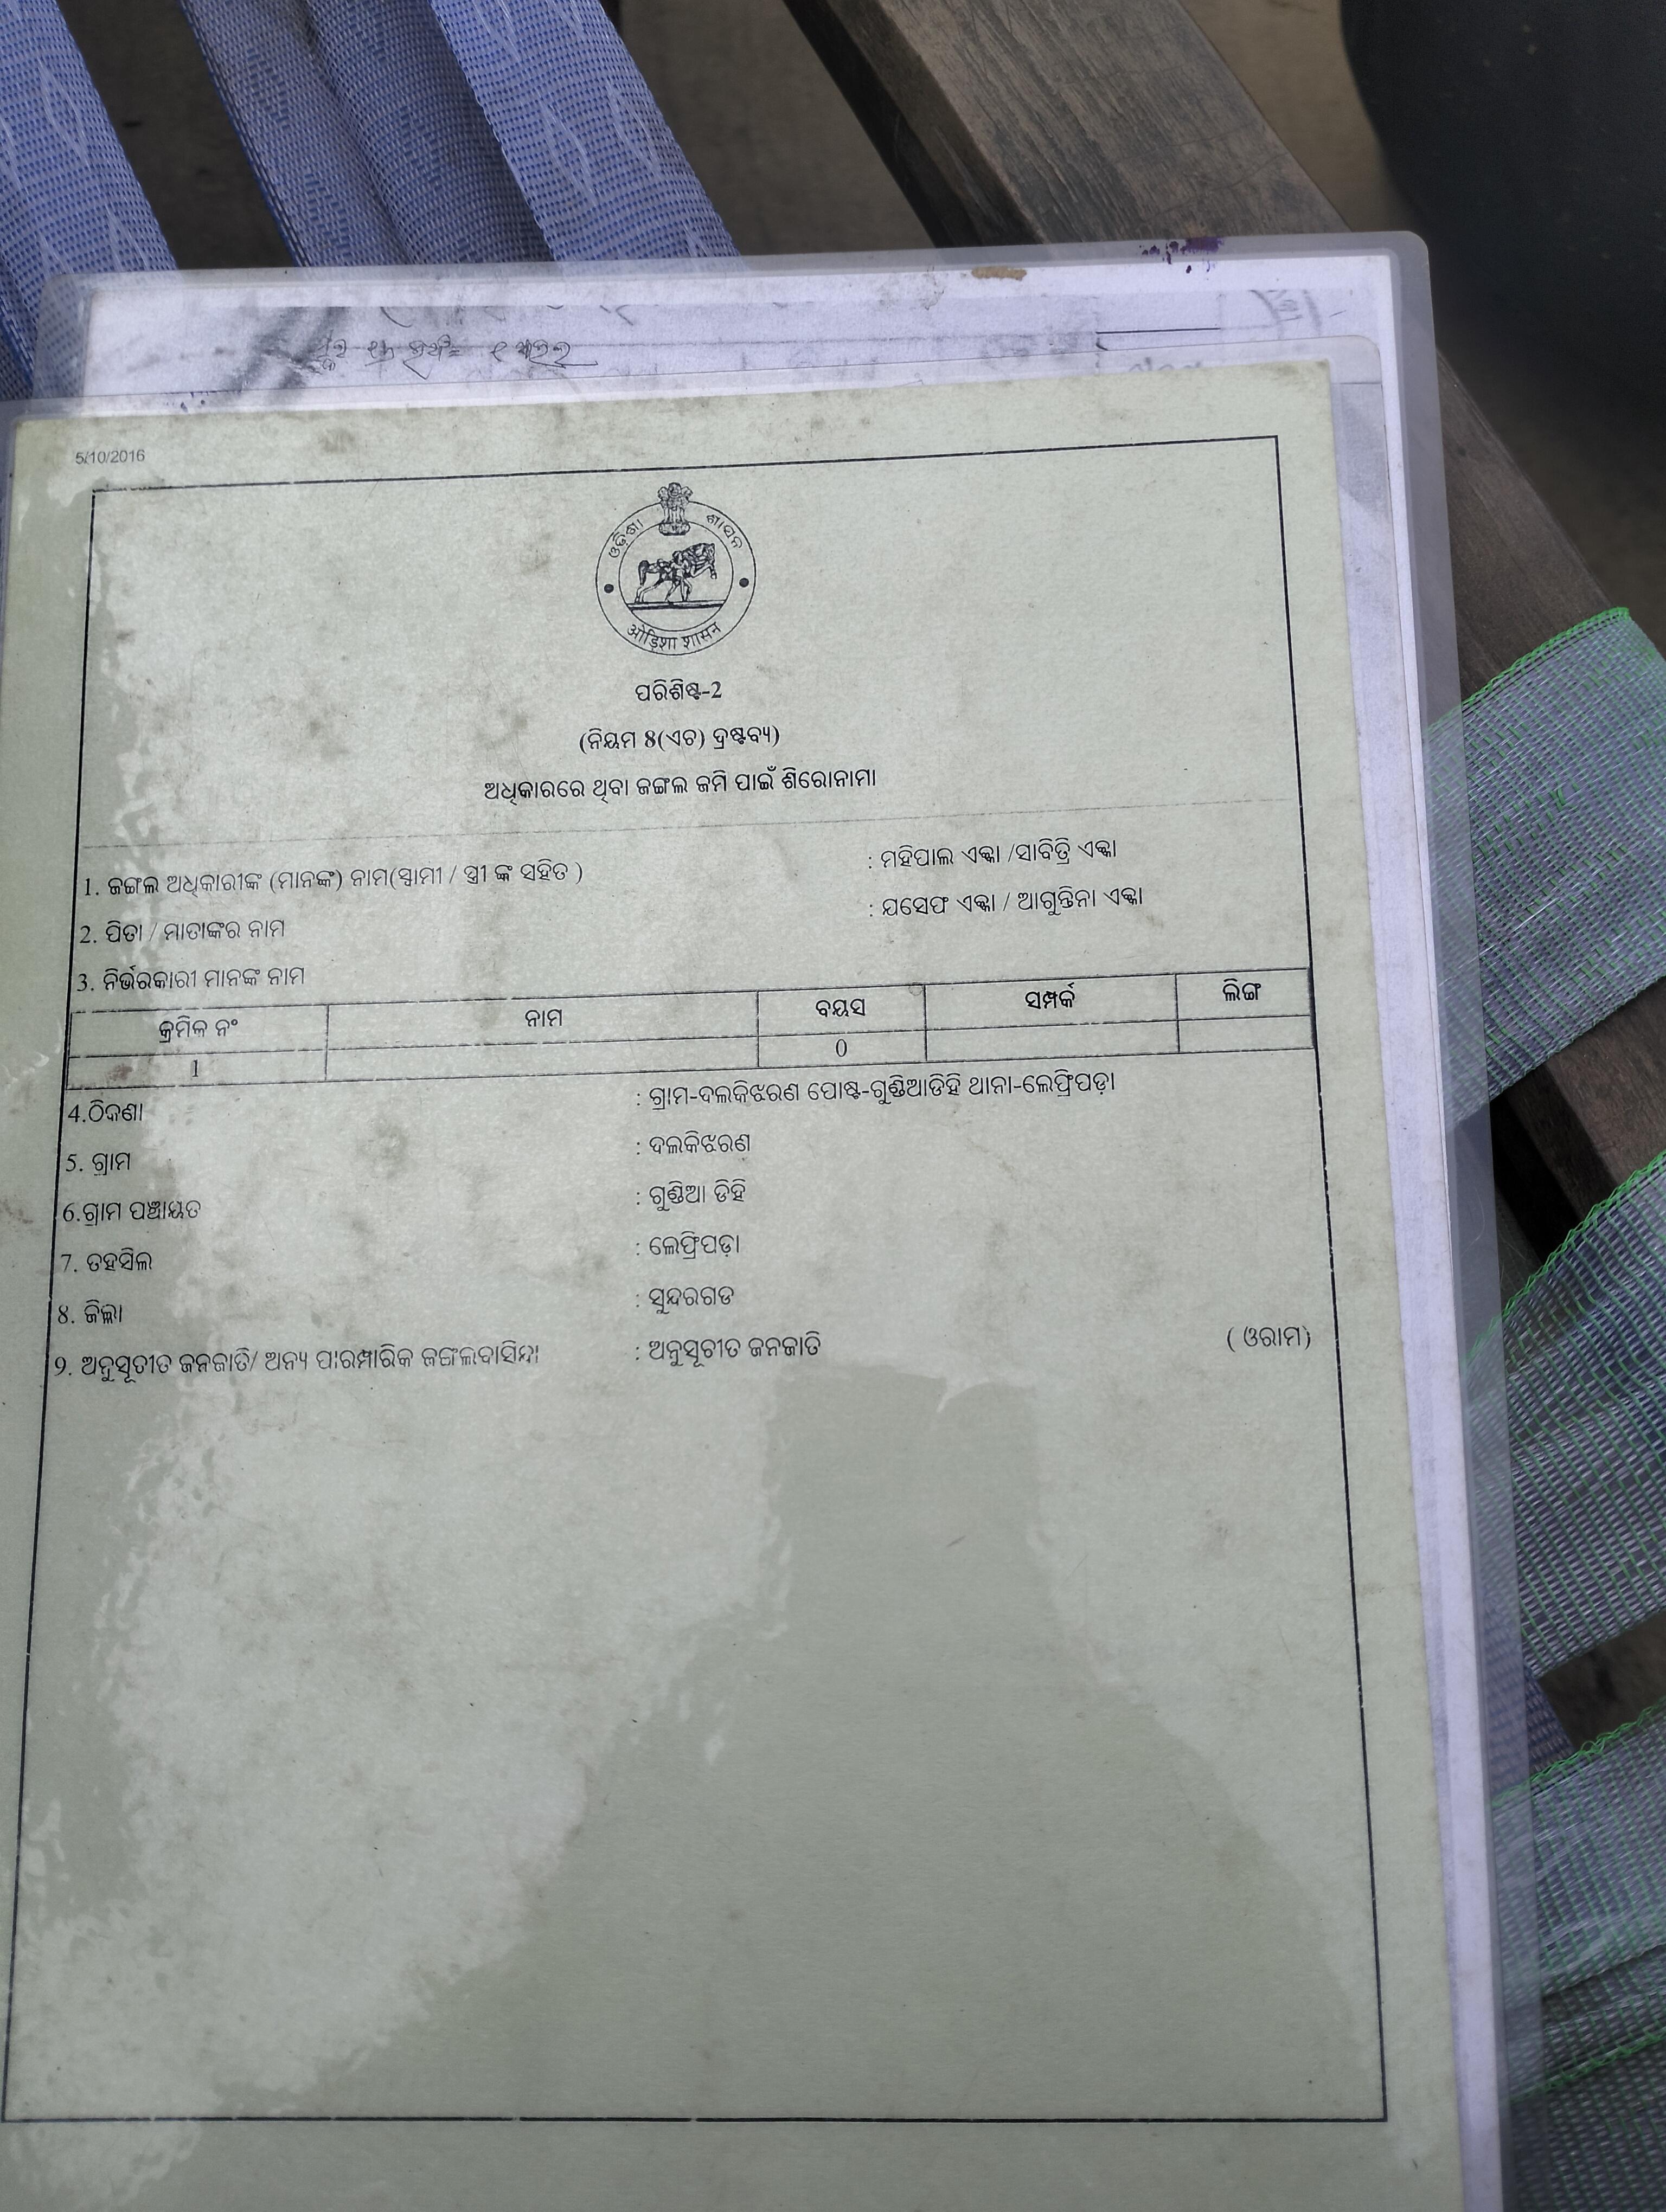 5/10/2016
ଓଡ଼ିଶା ଶାସନ
ओड़िशा शासन
ପରିଶିଷ୍ଟ-2
(ନିୟମ 8(ଏଚ) ଦ୍ରଷ୍ଟବ୍ୟ)
ଅଧିକାରରେ ଥିବା ଜଙ୍ଗଲ ଜମି ପାଇଁ ଶିରୋନାମା
1. ଜଙ୍ଗଲ ଅଧିକାରୀଙ୍କ (ମାନଙ୍କ) ନାମ(ସ୍ୱାମୀ / ସ୍ତ୍ରୀ ଙ୍କ ସହିତ ) : ମହିପାଲ ଏକ୍କା /ସାବିତ୍ରି ଏକ୍କା
2. ପିତା / ମାତାଙ୍କର ନାମ : ଯସେଫ ଏକ୍କା / ଆଗୁନ୍ତିନା ଏକ୍କା
3. ନିର୍ଭରକାରୀ ମାନଙ୍କ ନାମ
କ୍ରମିକ ନଂ ନାମ ବୟସ ସମ୍ପର୍କ ଲିଙ୍ଗ
1 0
4.ଠିକଣା : ଗ୍ରାମ-ଦଲକିଝରଣ ପୋଷ୍ଟ-ଗୁଣ୍ଡିଆଡିହି ଥାନା-ଲେଫ୍ରିପଡ଼ା
5. ଗ୍ରାମ : ଦଲକିଝରଣ
6.ଗ୍ରାମ ପଞ୍ଚାୟତ : ଗୁଣ୍ଡିଆ ଡିହି
7. ତହସିଲ : ଲେଫ୍ରିପଡ଼ା
8. ଜିଲ୍ଲା : ସୁନ୍ଦରଗଡ
9. ଅନୁସୂଚୀତ ଜନଜାତି/ ଅନ୍ୟ ପାରମ୍ପାରିକ ଜଙ୍ଗଲବାସିନ୍ଦା : ଅନୁସୂଚୀତ ଜନଜାତି ( ଓରାମ)